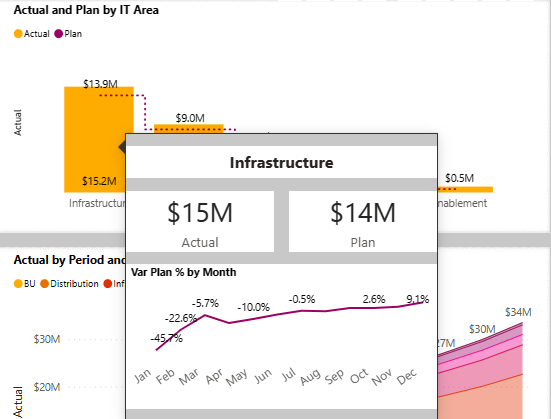 Actual and Plan by IT Area
Actual Plan
Actual
$13.9M
$9.0M
$15.2M
$0.5M
Infrastructur
nablement
Infrastructure
$15M
Actual
$14M
Plan
Var Plan % by Month
-45.7%
-22.6%
-5.7%
-10.0%
-0.5%
2.6%
9.1%
Jan Feb Mar Apr May Jun Jul Aug Sep Oct Nov Dec
Actual by Period and
BU Distribution Inf
Actual
$30M
$20M
27M
$30M
$34M